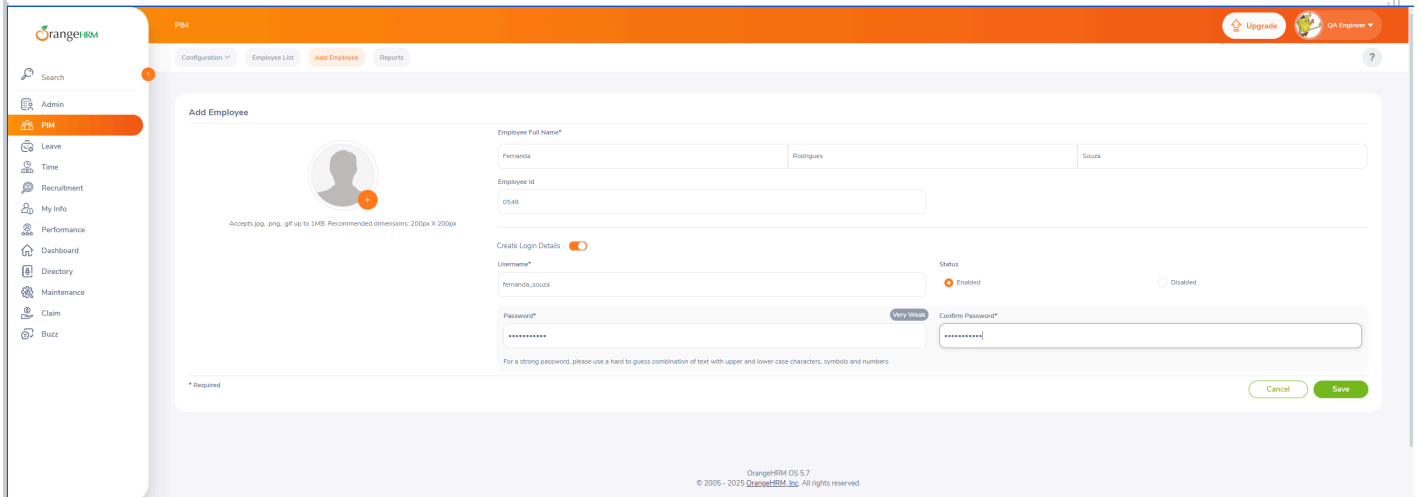 OrangeHRM
PIM
Upgrade
QA Engineer
Configuration
Employee List
Add Employee
Reports
?
Search
Admin
PIM
Leave
Time
Recruitment
My Info
Performance
Dashboard
Directory
Maintenance
Claim
Buzz
Add Employee
Accepts jpg, .png, .gif up to 1MB. Recommended dimensions: 200px X 200px
Employee Full Name*
Fernanda
Rodrigues
Souza
Employee Id
0549
Create Login Details
Username*
fernanda_souza
Status
Enabled
Disabled
Password*
Very Weak
•••••••••••
Confirm Password*
•••••••••••
For a strong password, please use a hard to guess combination of text with upper and lower case characters, symbols and numbers
* Required
Cancel
Save
OrangeHRM OS 5.7
© 2005 - 2025 OrangeHRM, Inc. All rights reserved.